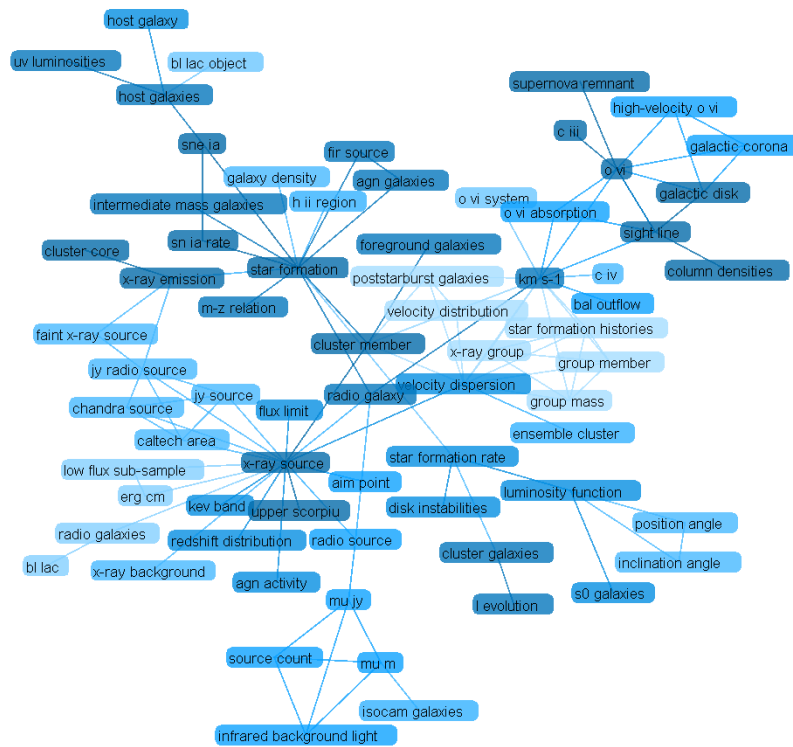 host galaxy
uv luminosities
bl lac object
host galaxies
supernova remnant
high-velocity o vi
c iii
galactic corona
sne ia
fir source
o vi
galaxy density
agn galaxies
galactic disk
intermediate mass galaxies
h ii region
o vi system
o vi absorption
sight line
sn ia rate
foreground galaxies
cluster core
star formation
x-ray emission
poststarburst galaxies
km s-1
c iv
column densities
m-z relation
velocity distribution
bal outflow
faint x-ray source
star formation histories
cluster member
x-ray group
group member
jy radio source
velocity dispersion
jy source
radio galaxy
group mass
chandra source
flux limit
caltech area
ensemble cluster
low flux sub-sample
x-ray source
star formation rate
erg cm
aim point
luminosity function
kev band
upper scorpiu
disk instabilities
position angle
radio galaxies
redshift distribution
radio source
cluster galaxies
inclination angle
bl lac
x-ray background
agn activity
s0 galaxies
mu jy
l evolution
source count
mu m
isocam galaxies
infrared background light